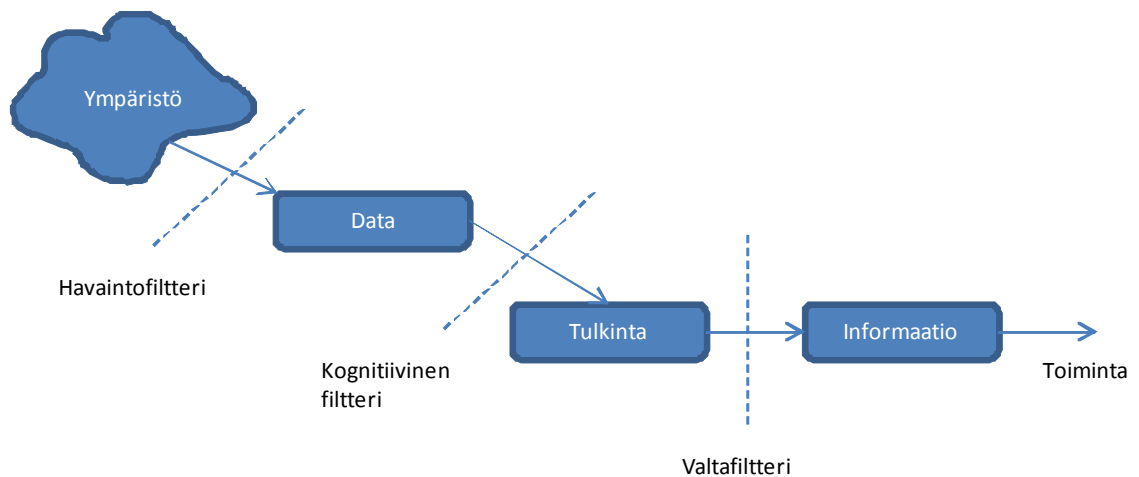 Ympäristö
Data
Havaintofiltteri
Tulkinta
Informaatio
Kognitiivinen
filtteri
Toiminta
Valtafiltteri